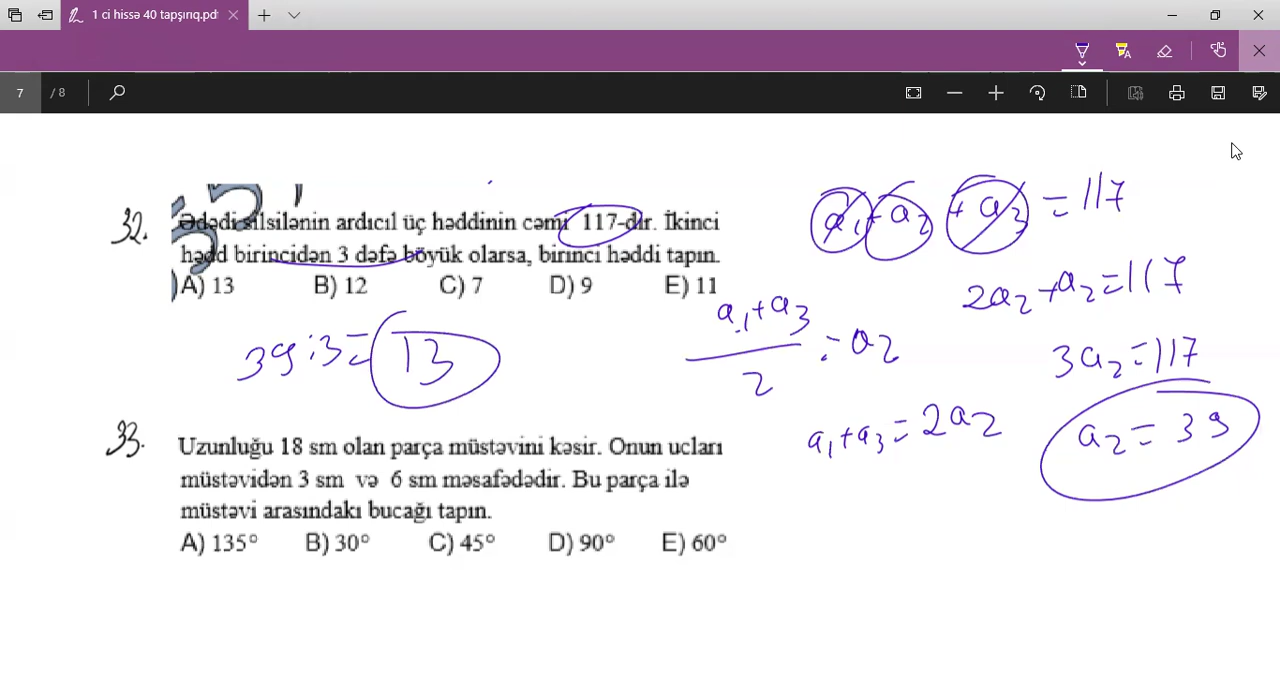 1 ci hissə 40 tapşırıq.pdf
7 / 8
32. Ədədi silsilənin ardıcıl üç həddinin cəmi 117-dir. İkinci
hədd birincidən 3 dəfə böyük olarsa, birinci həddi tapın.
A) 13 B) 12 C) 7 D) 9 E) 11
a₁ + a₂ + a₃ = 117
2a₂ + a₂ = 117
3a₂ = 117
a₂ = 39
a₁ + a₃
2
= a₂
a₁ + a₃ = 2a₂
39 : 3 = 13
33. Uzunluğu 18 sm olan parça müstəvini kəsir. Onun ucları
müstəvidən 3 sm və 6 sm məsafədədir. Bu parça ilə
müstəvi arasındakı bucağı tapın.
A) 135° B) 30° C) 45° D) 90° E) 60°